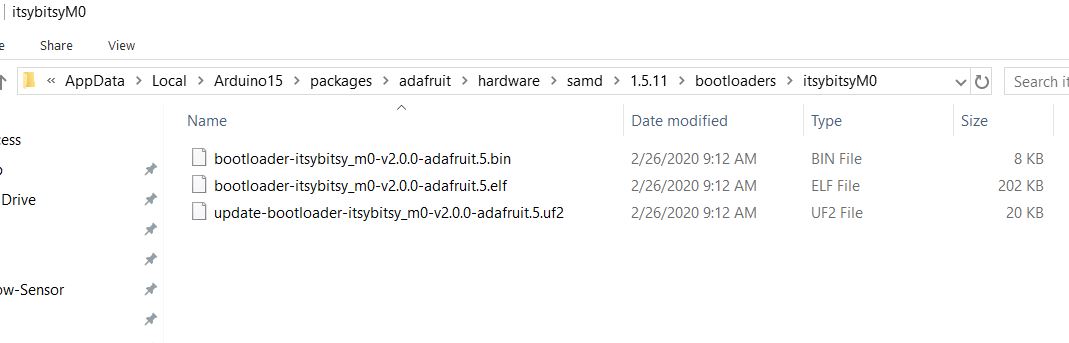 itsybitsyM0
Share View
« AppData > Local > Arduino15 > packages > adafruit > hardware > samd > 1.5.11 > bootloaders > itsybitsyM0
Search it
Name Date modified Type Size
bootloader-itsybitsy_m0-v2.0.0-adafruit.5.bin 2/26/2020 9:12 AM BIN File 8 KB
bootloader-itsybitsy_m0-v2.0.0-adafruit.5.elf 2/26/2020 9:12 AM ELF File 202 KB
update-bootloader-itsybitsy_m0-v2.0.0-adafruit.5.uf2 2/26/2020 9:12 AM UF2 File 20 KB
cess
Drive
ow-Sensor